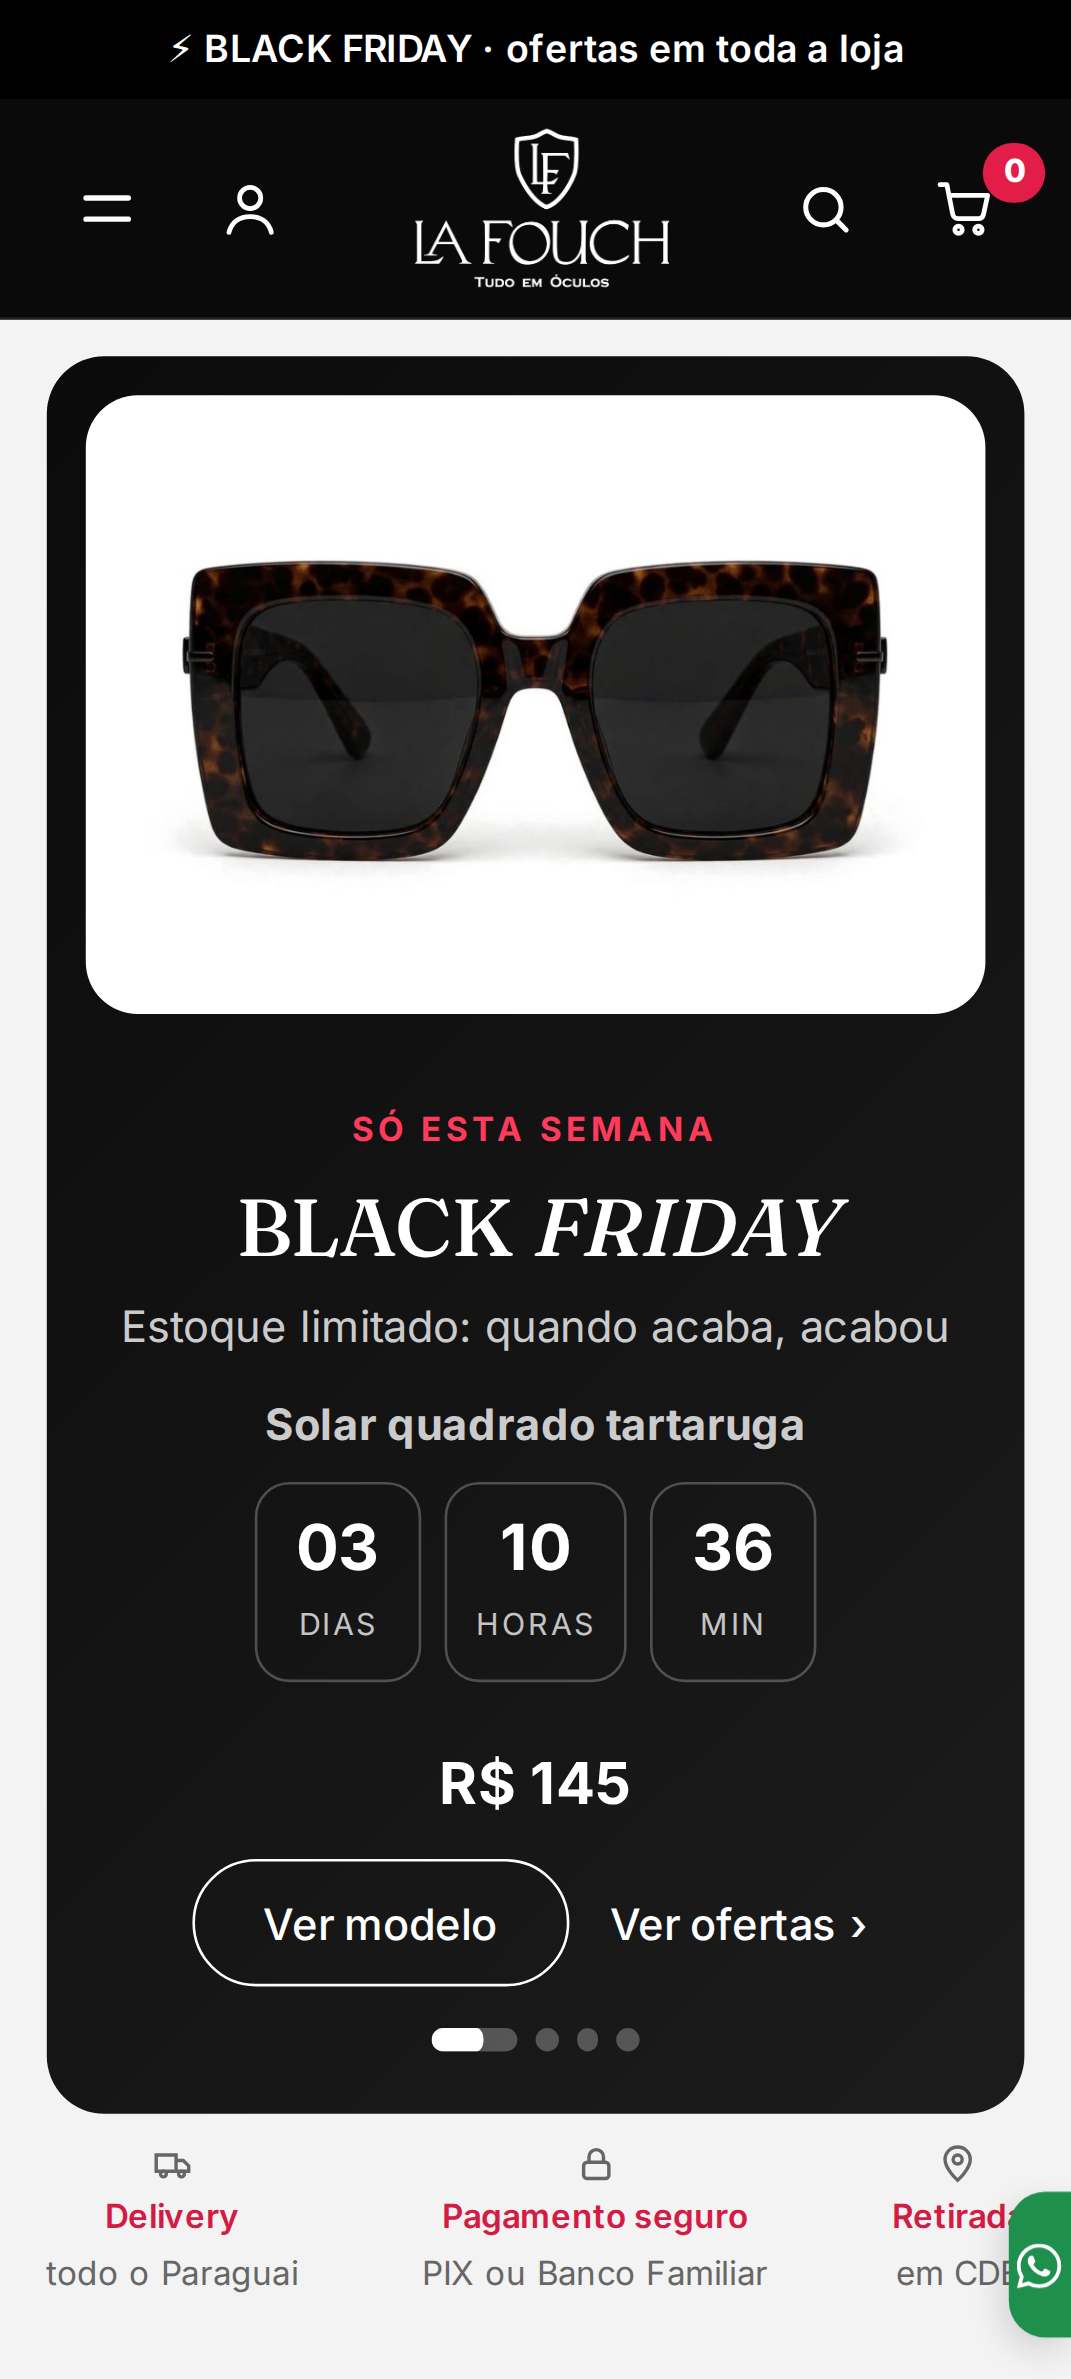 ⚡ BLACK FRIDAY · ofertas em toda a loja
0
LF
LA FOUCH
TUDO EM ÓCULOS
SÓ ESTA SEMANA
BLACK FRIDAY
Estoque limitado: quando acaba, acabou
Solar quadrado tartaruga
03 10 36
DIAS HORAS MIN
R$ 145
Ver modelo Ver ofertas ›
Delivery Pagamento seguro
todo o Paraguai PIX ou Banco Familiar em